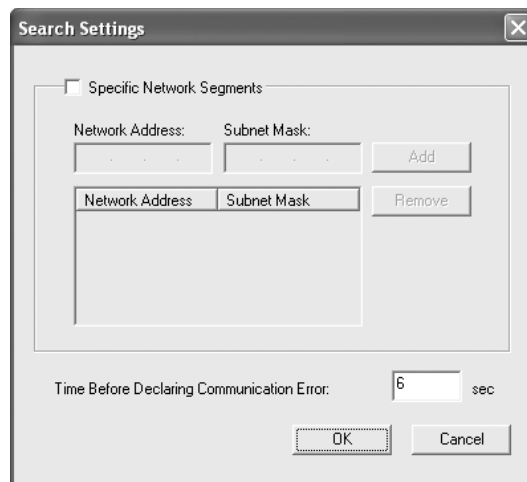 Search Settings
Specific Network Segments
Network Address: Subnet Mask:
. . . . . . Add
Network Address Subnet Mask Remove
Time Before Declaring Communication Error: 6 sec
OK Cancel